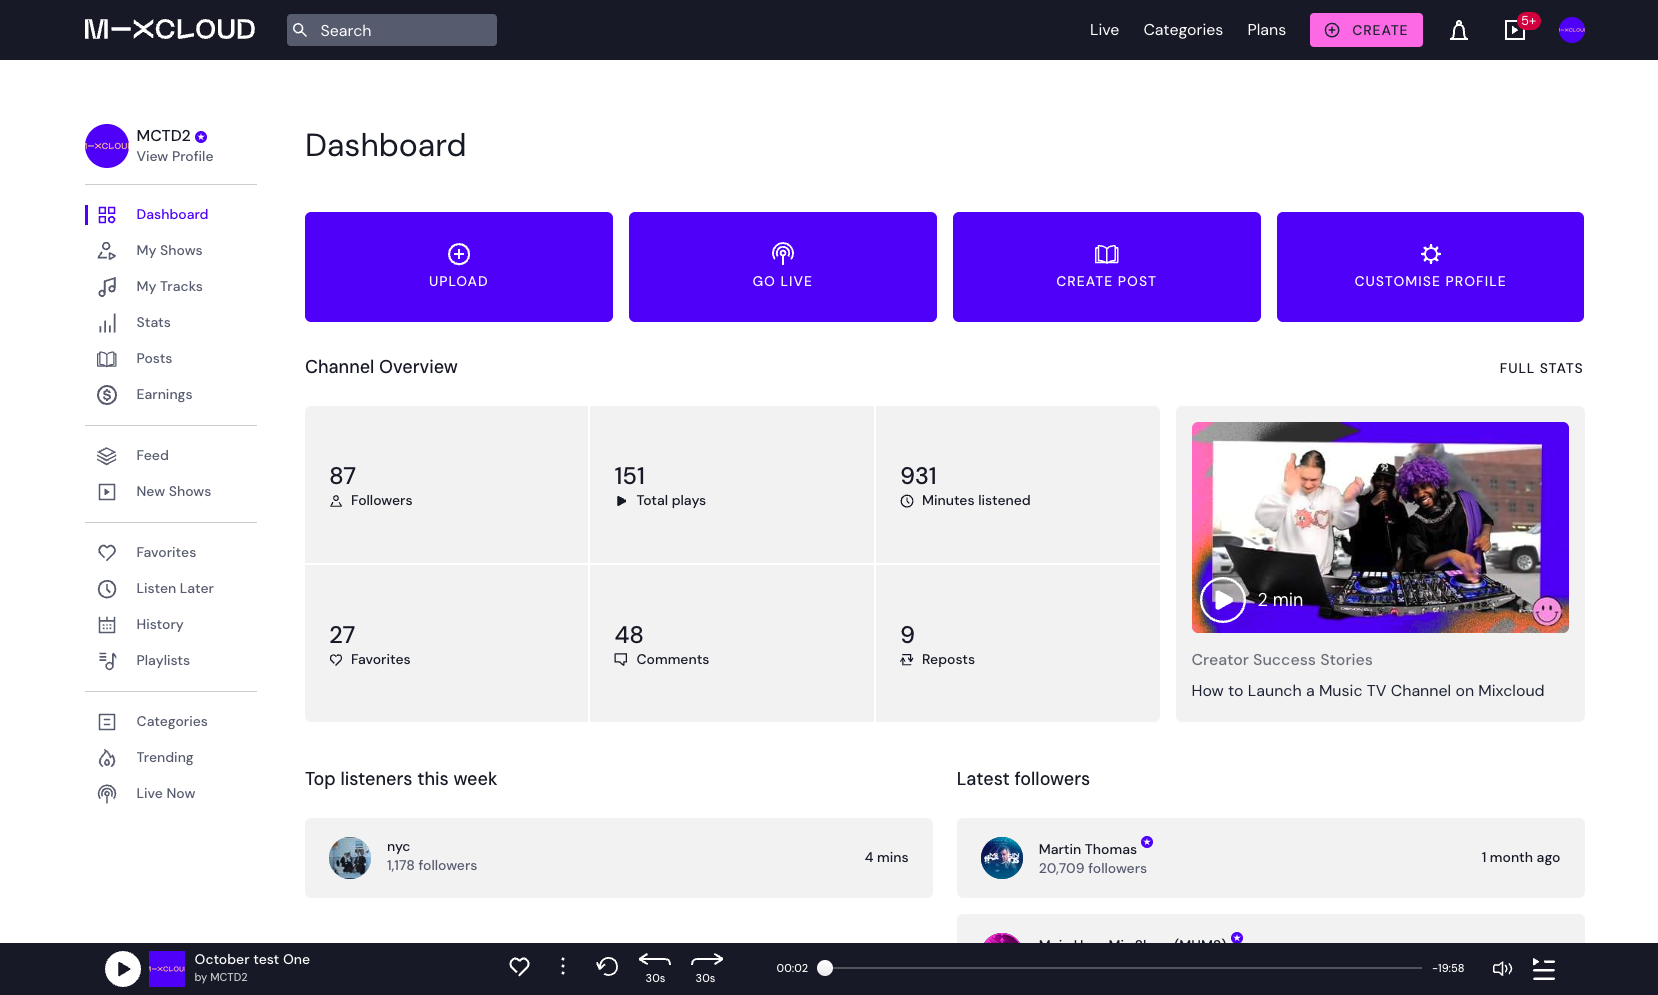 MIXCLOUD
Search
Live
Categories
Plans
CREATE
5+
MCTD2
View Profile
Dashboard
My Shows
My Tracks
Stats
Posts
Earnings
Feed
New Shows
Favorites
Listen Later
History
Playlists
Categories
Trending
Live Now
Dashboard
UPLOAD
GO LIVE
CREATE POST
CUSTOMISE PROFILE
Channel Overview
FULL STATS
87
Followers
151
Total plays
931
Minutes listened
27
Favorites
48
Comments
9
Reposts
2 min
Creator Success Stories
How to Launch a Music TV Channel on Mixcloud
Top listeners this week
nyc
1,178 followers
4 mins
Latest followers
Martin Thomas
20,709 followers
1 month ago
October test One
by MCTD2
30s
30s
00:02
-19:58